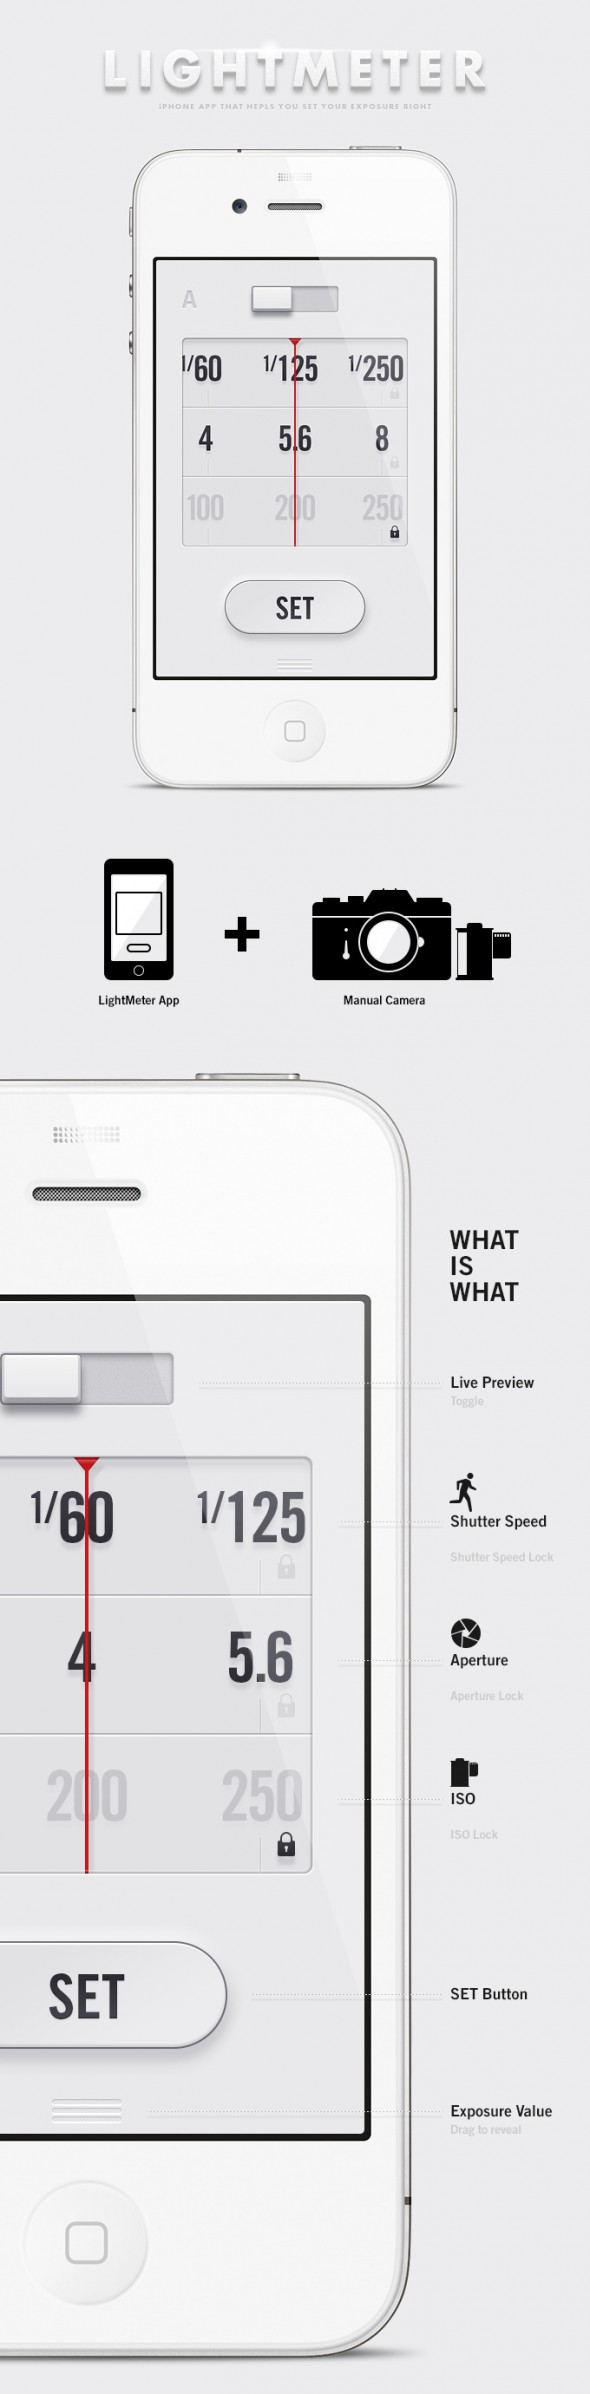 LIGHTMETER
iPHONE APP THAT HEPLS YOU SET YOUR EXPOSURE RIGHT
A
1/60 1/125 1/250
4 5.6 8
100 200 250
SET
LightMeter App
+
Manual Camera
WHAT
IS
WHAT
Live Preview
Toggle
1/60 1/125
Shutter Speed
Shutter Speed Lock
4 5.6
Aperture
Aperture Lock
200 250
ISO
ISO Lock
SET
SET Button
Exposure Value
Drag to reveal